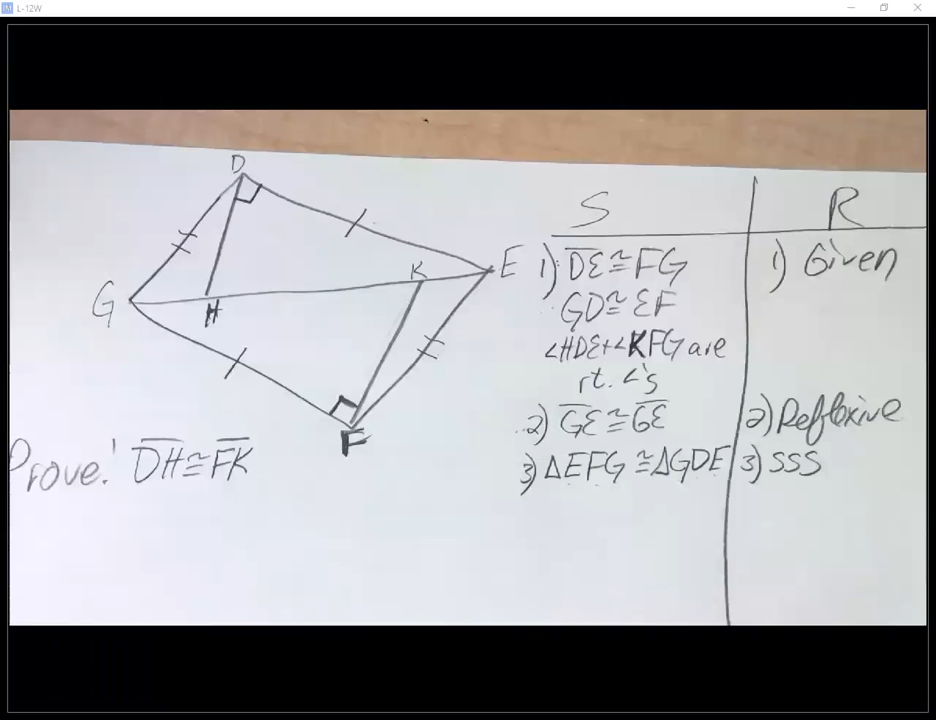 L-12W
D
E
K
G
H
F
Prove: DH≅FK
S
R
1) DE≅FG
1) Given
GD≅EF
∠HDE+∠KFG are
rt. ∠'s
2) GE≅GE
2) Reflexive
3) ΔEFG ≅ΔGDE
3) SSS